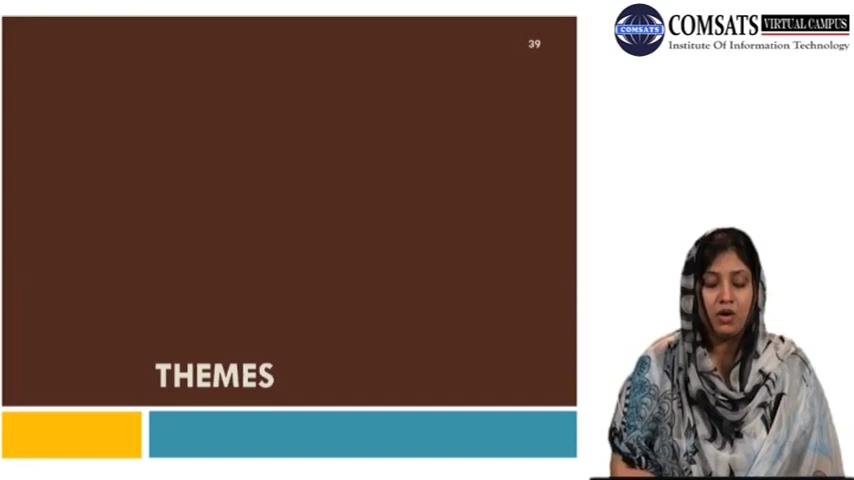 39
COMSATS VIRTUAL CAMPUS
COMSATS
Institute Of Information Technology
THEMES